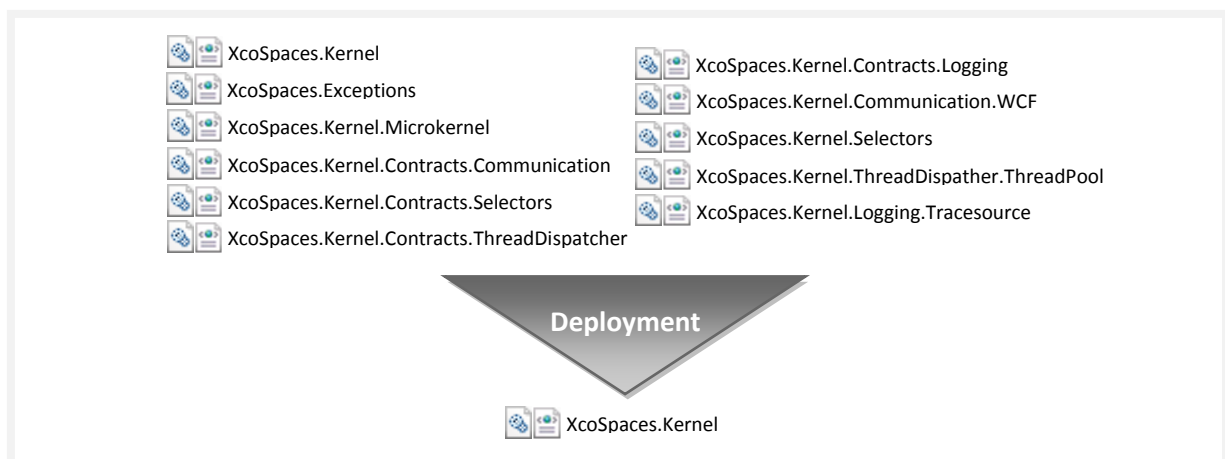 XcoSpaces.Kernel
XcoSpaces.Exceptions
XcoSpaces.Kernel.Microkernel
XcoSpaces.Kernel.Contracts.Communication
XcoSpaces.Kernel.Contracts.Selectors
XcoSpaces.Kernel.Contracts.ThreadDispatcher
XcoSpaces.Kernel.Contracts.Logging
XcoSpaces.Kernel.Communication.WCF
XcoSpaces.Kernel.Selectors
XcoSpaces.Kernel.ThreadDispather.ThreadPool
XcoSpaces.Kernel.Logging.Tracesource
Deployment
XcoSpaces.Kernel